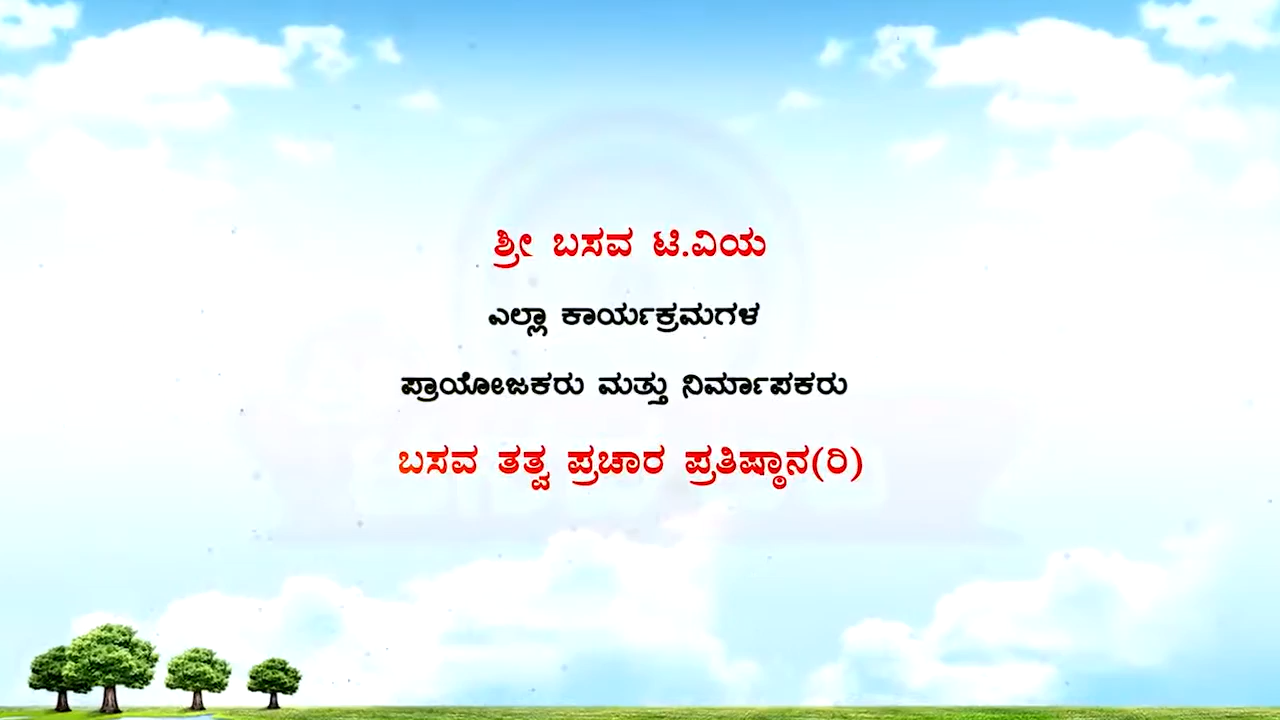 ಶ್ರೀ ಬಸವ ಟಿ.ವಿಯ
ಎಲ್ಲಾ ಕಾರ್ಯಕ್ರಮಗಳ
ಪ್ರಾಯೋಜಕರು ಮತ್ತು ನಿರ್ಮಾಪಕರು
ಬಸವ ತತ್ವ ಪ್ರಚಾರ ಪ್ರತಿಷ್ಠಾನ(ರಿ)